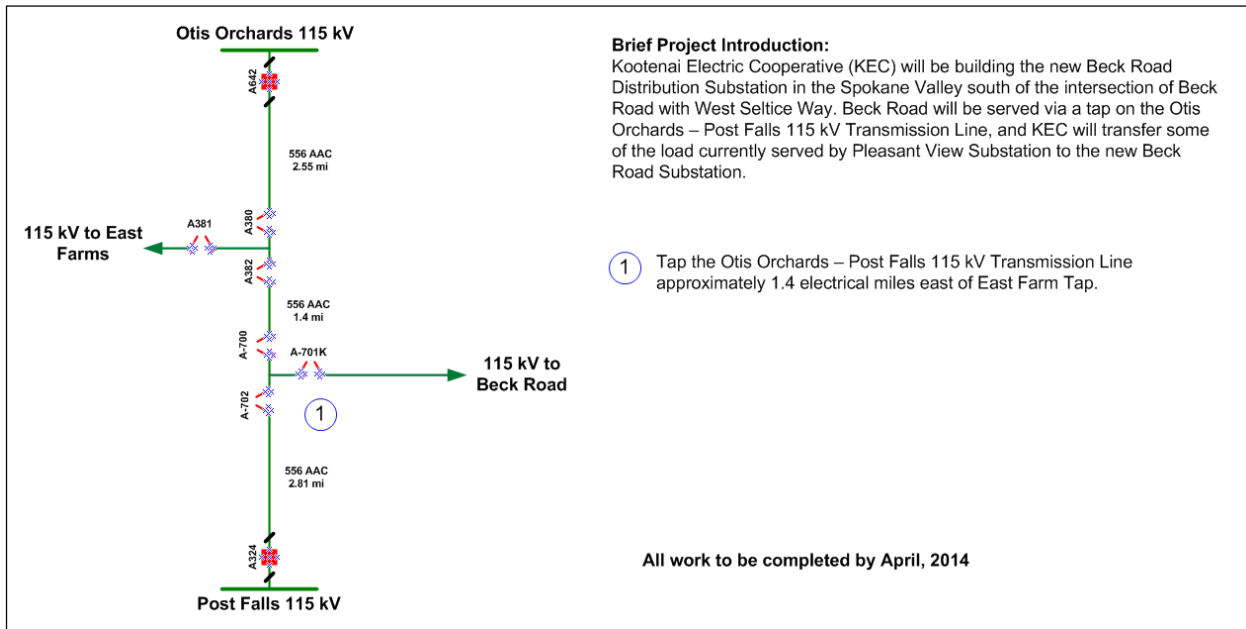 Otis Orchards 115 kV
A642
556 AAC
2.55 mi
A380
A381
115 kV to East
Farms
A382
556 AAC
1.4 mi
A-700
A-701K
115 kV to
Beck Road
A-702
1
556 AAC
2.81 mi
A324
Post Falls 115 kV
Brief Project Introduction:
Kootenai Electric Cooperative (KEC) will be building the new Beck Road
Distribution Substation in the Spokane Valley south of the intersection of Beck
Road with West Seltice Way. Beck Road will be served via a tap on the Otis
Orchards – Post Falls 115 kV Transmission Line, and KEC will transfer some
of the load currently served by Pleasant View Substation to the new Beck
Road Substation.
1 Tap the Otis Orchards – Post Falls 115 kV Transmission Line
approximately 1.4 electrical miles east of East Farm Tap.
All work to be completed by April, 2014